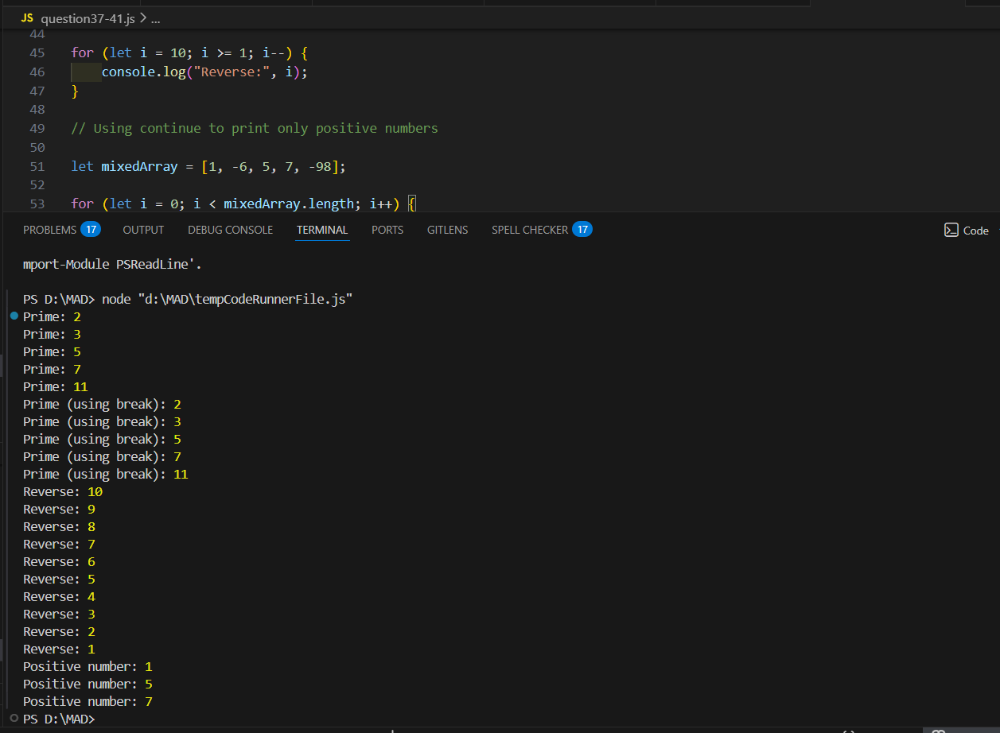 JS question37-41.js > ...
44
45 for (let i = 10; i >= 1; i--) {
46     console.log("Reverse:", i);
47 }
48
49 // Using continue to print only positive numbers
50
51 let mixedArray = [1, -6, 5, 7, -98];
52
53 for (let i = 0; i < mixedArray.length; i++) {
PROBLEMS 17 OUTPUT DEBUG CONSOLE TERMINAL PORTS GITLENS SPELL CHECKER 17 Code
mport-Module PSReadLine'.
PS D:\MAD> node "d:\MAD\tempCodeRunnerFile.js"
Prime: 2
Prime: 3
Prime: 5
Prime: 7
Prime: 11
Prime (using break): 2
Prime (using break): 3
Prime (using break): 5
Prime (using break): 7
Prime (using break): 11
Reverse: 10
Reverse: 9
Reverse: 8
Reverse: 7
Reverse: 6
Reverse: 5
Reverse: 4
Reverse: 3
Reverse: 2
Reverse: 1
Positive number: 1
Positive number: 5
Positive number: 7
PS D:\MAD>